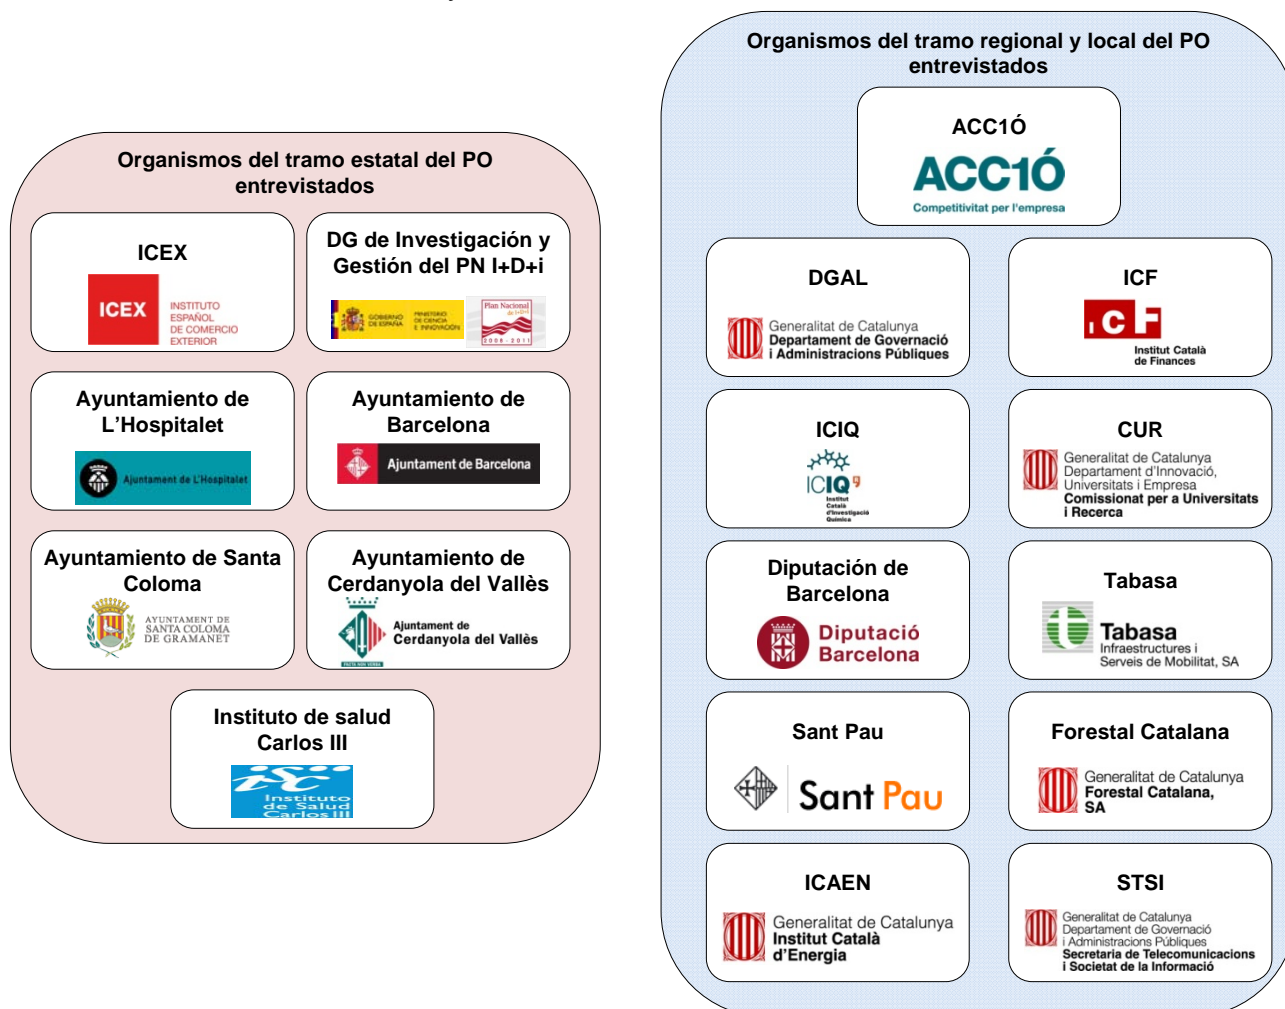 Organismos del tramo estatal del PO
entrevistados
ICEX
ICEX
INSTITUTO
ESPAÑOL
DE COMERCIO
EXTERIOR
DG de Investigación y
Gestión del PN I+D+i
GOBIERNO
DE ESPAÑA
MINISTERIO
DE CIENCIA
E INNOVACIÓN
Plan Nacional
de I+D+i
2008-2011
Ayuntamiento de
L'Hospitalet
Ajuntament de L'Hospitalet
Ayuntamiento de
Barcelona
Ajuntament de Barcelona
Ayuntamiento de Santa
Coloma
AYUNTAMENT DE
SANTA COLOMA
DE GRAMANET
Ayuntamiento de
Cerdanyola del Vallès
Ajuntament de
Cerdanyola del Vallès
Instituto de salud
Carlos III
Instituto
de Salud
Carlos III
Organismos del tramo regional y local del PO
entrevistados
ACC1Ó
ACC1Ó
Competitivitat per l'empresa
DGAL
Generalitat de Catalunya
Departament de Governació
i Administracions Públiques
ICF
ICF
Institut Català
de Finances
ICIQ
ICIQ
Institut
Català
d'Investigació
Química
CUR
Generalitat de Catalunya
Departament d'Innovació,
Universitats i Empresa
Comissionat per a Universitats
i Recerca
Diputación de
Barcelona
Diputació
Barcelona
Tabasa
Tabasa
Infraestructures i
Serveis de Mobilitat, SA
Sant Pau
Sant Pau
Forestal Catalana
Generalitat de Catalunya
Forestal Catalana,
SA
ICAEN
Generalitat de Catalunya
Institut Català
d'Energia
STSI
Generalitat de Catalunya
Departament de Governació
i Administracions Públiques
Secretaria de Telecomunicacions
i Societat de la Informació